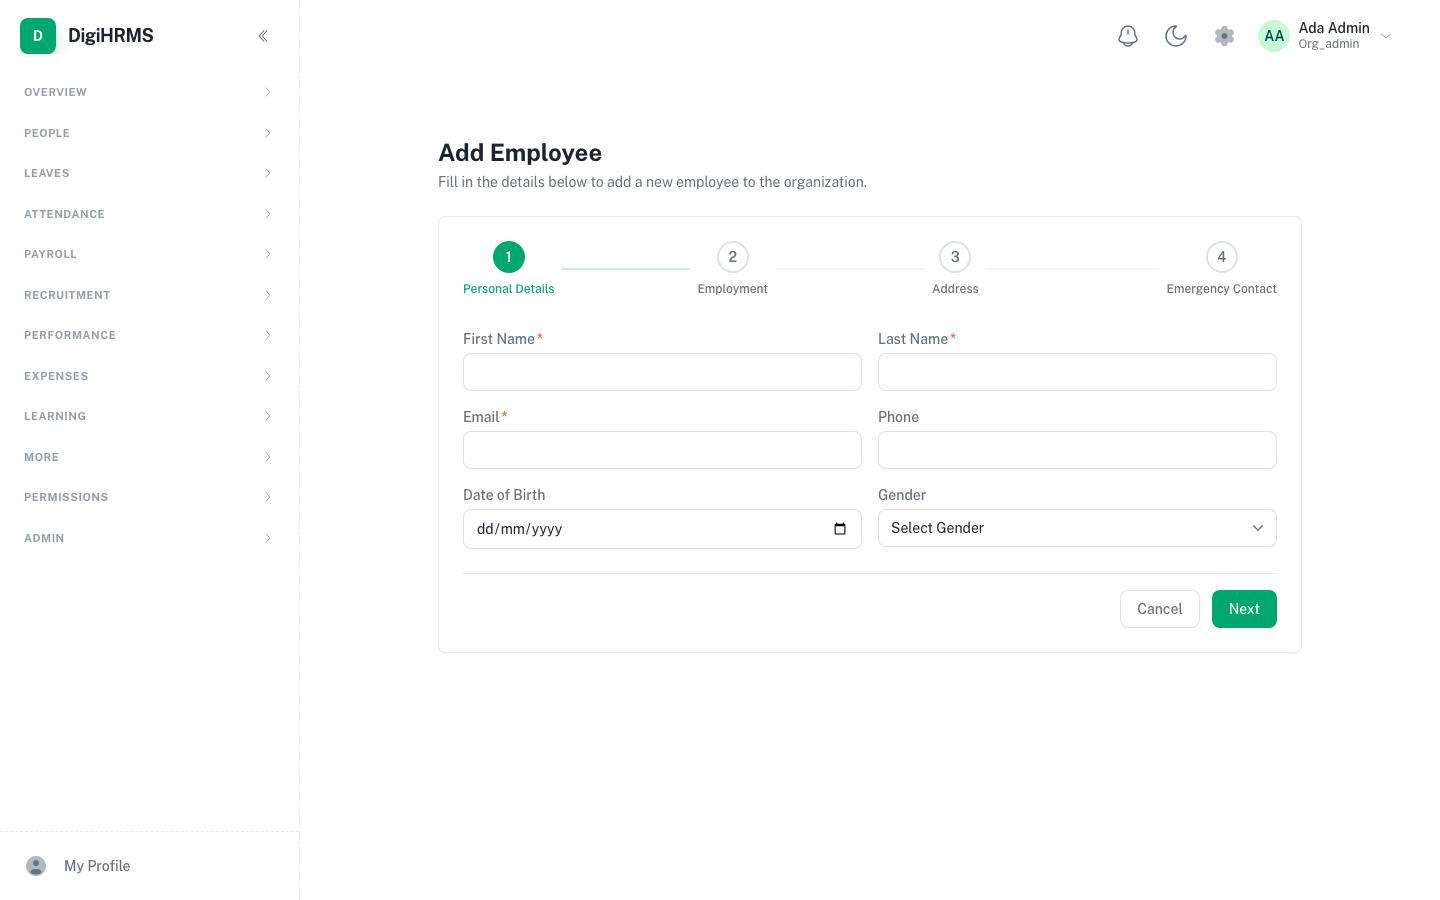 D DigiHRMS
OVERVIEW
PEOPLE
LEAVES
ATTENDANCE
PAYROLL
RECRUITMENT
PERFORMANCE
EXPENSES
LEARNING
MORE
PERMISSIONS
ADMIN
My Profile
AA Ada Admin
Org_admin
Add Employee
Fill in the details below to add a new employee to the organization.
1 2 3 4
Personal Details Employment Address Emergency Contact
First Name* Last Name*
Email* Phone
Date of Birth Gender
dd/mm/yyyy Select Gender
Cancel Next